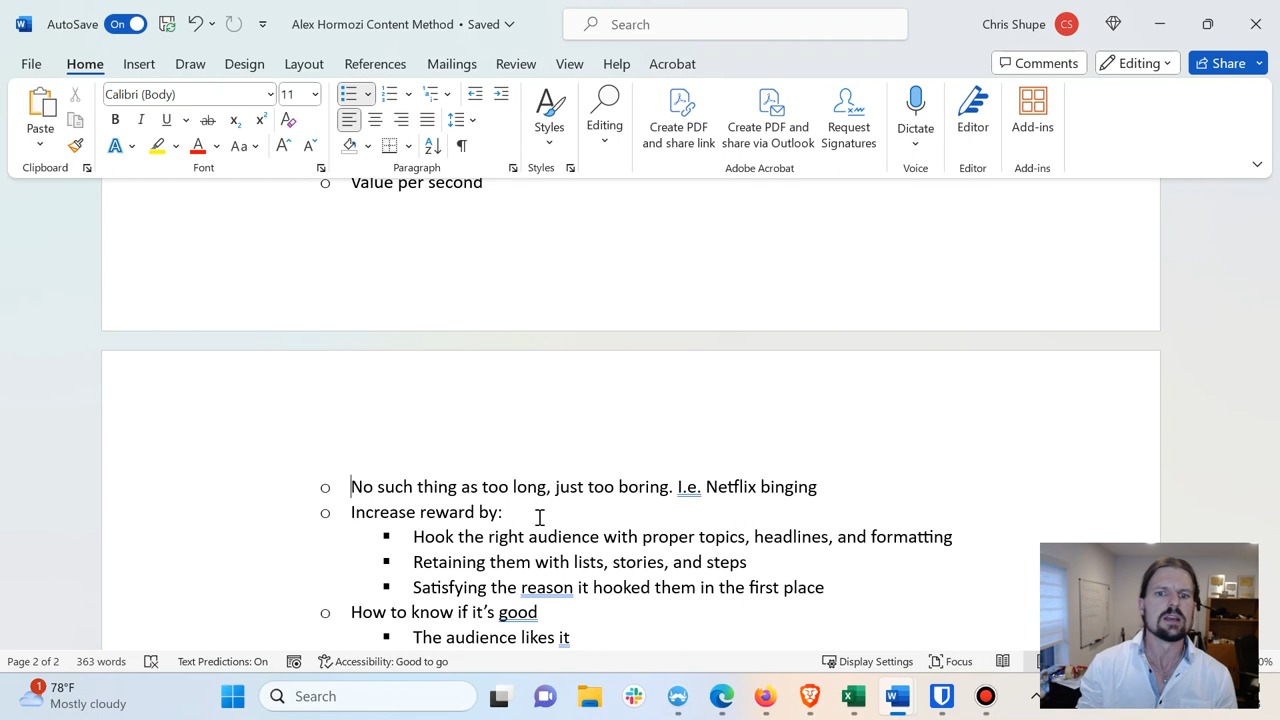 AutoSave On Alex Hormozi Content Method • Saved Search Chris Shupe CS
File Home Insert Draw Design Layout References Mailings Review View Help Acrobat Comments Editing Share
Calibri (Body) 11
Paste Styles Editing Create PDF and share link Create PDF and share via Outlook Request Signatures Dictate Editor Add-ins
Clipboard Font Paragraph Styles Adobe Acrobat Voice Editor Add-ins
o Value per second
o No such thing as too long, just too boring. I.e. Netflix binging
o Increase reward by:
▪ Hook the right audience with proper topics, headlines, and formatting
▪ Retaining them with lists, stories, and steps
▪ Satisfying the reason it hooked them in the first place
o How to know if it's good
▪ The audience likes it
Page 2 of 2 363 words Text Predictions: On Accessibility: Good to go Display Settings Focus
1 78°F
Mostly cloudy
Search